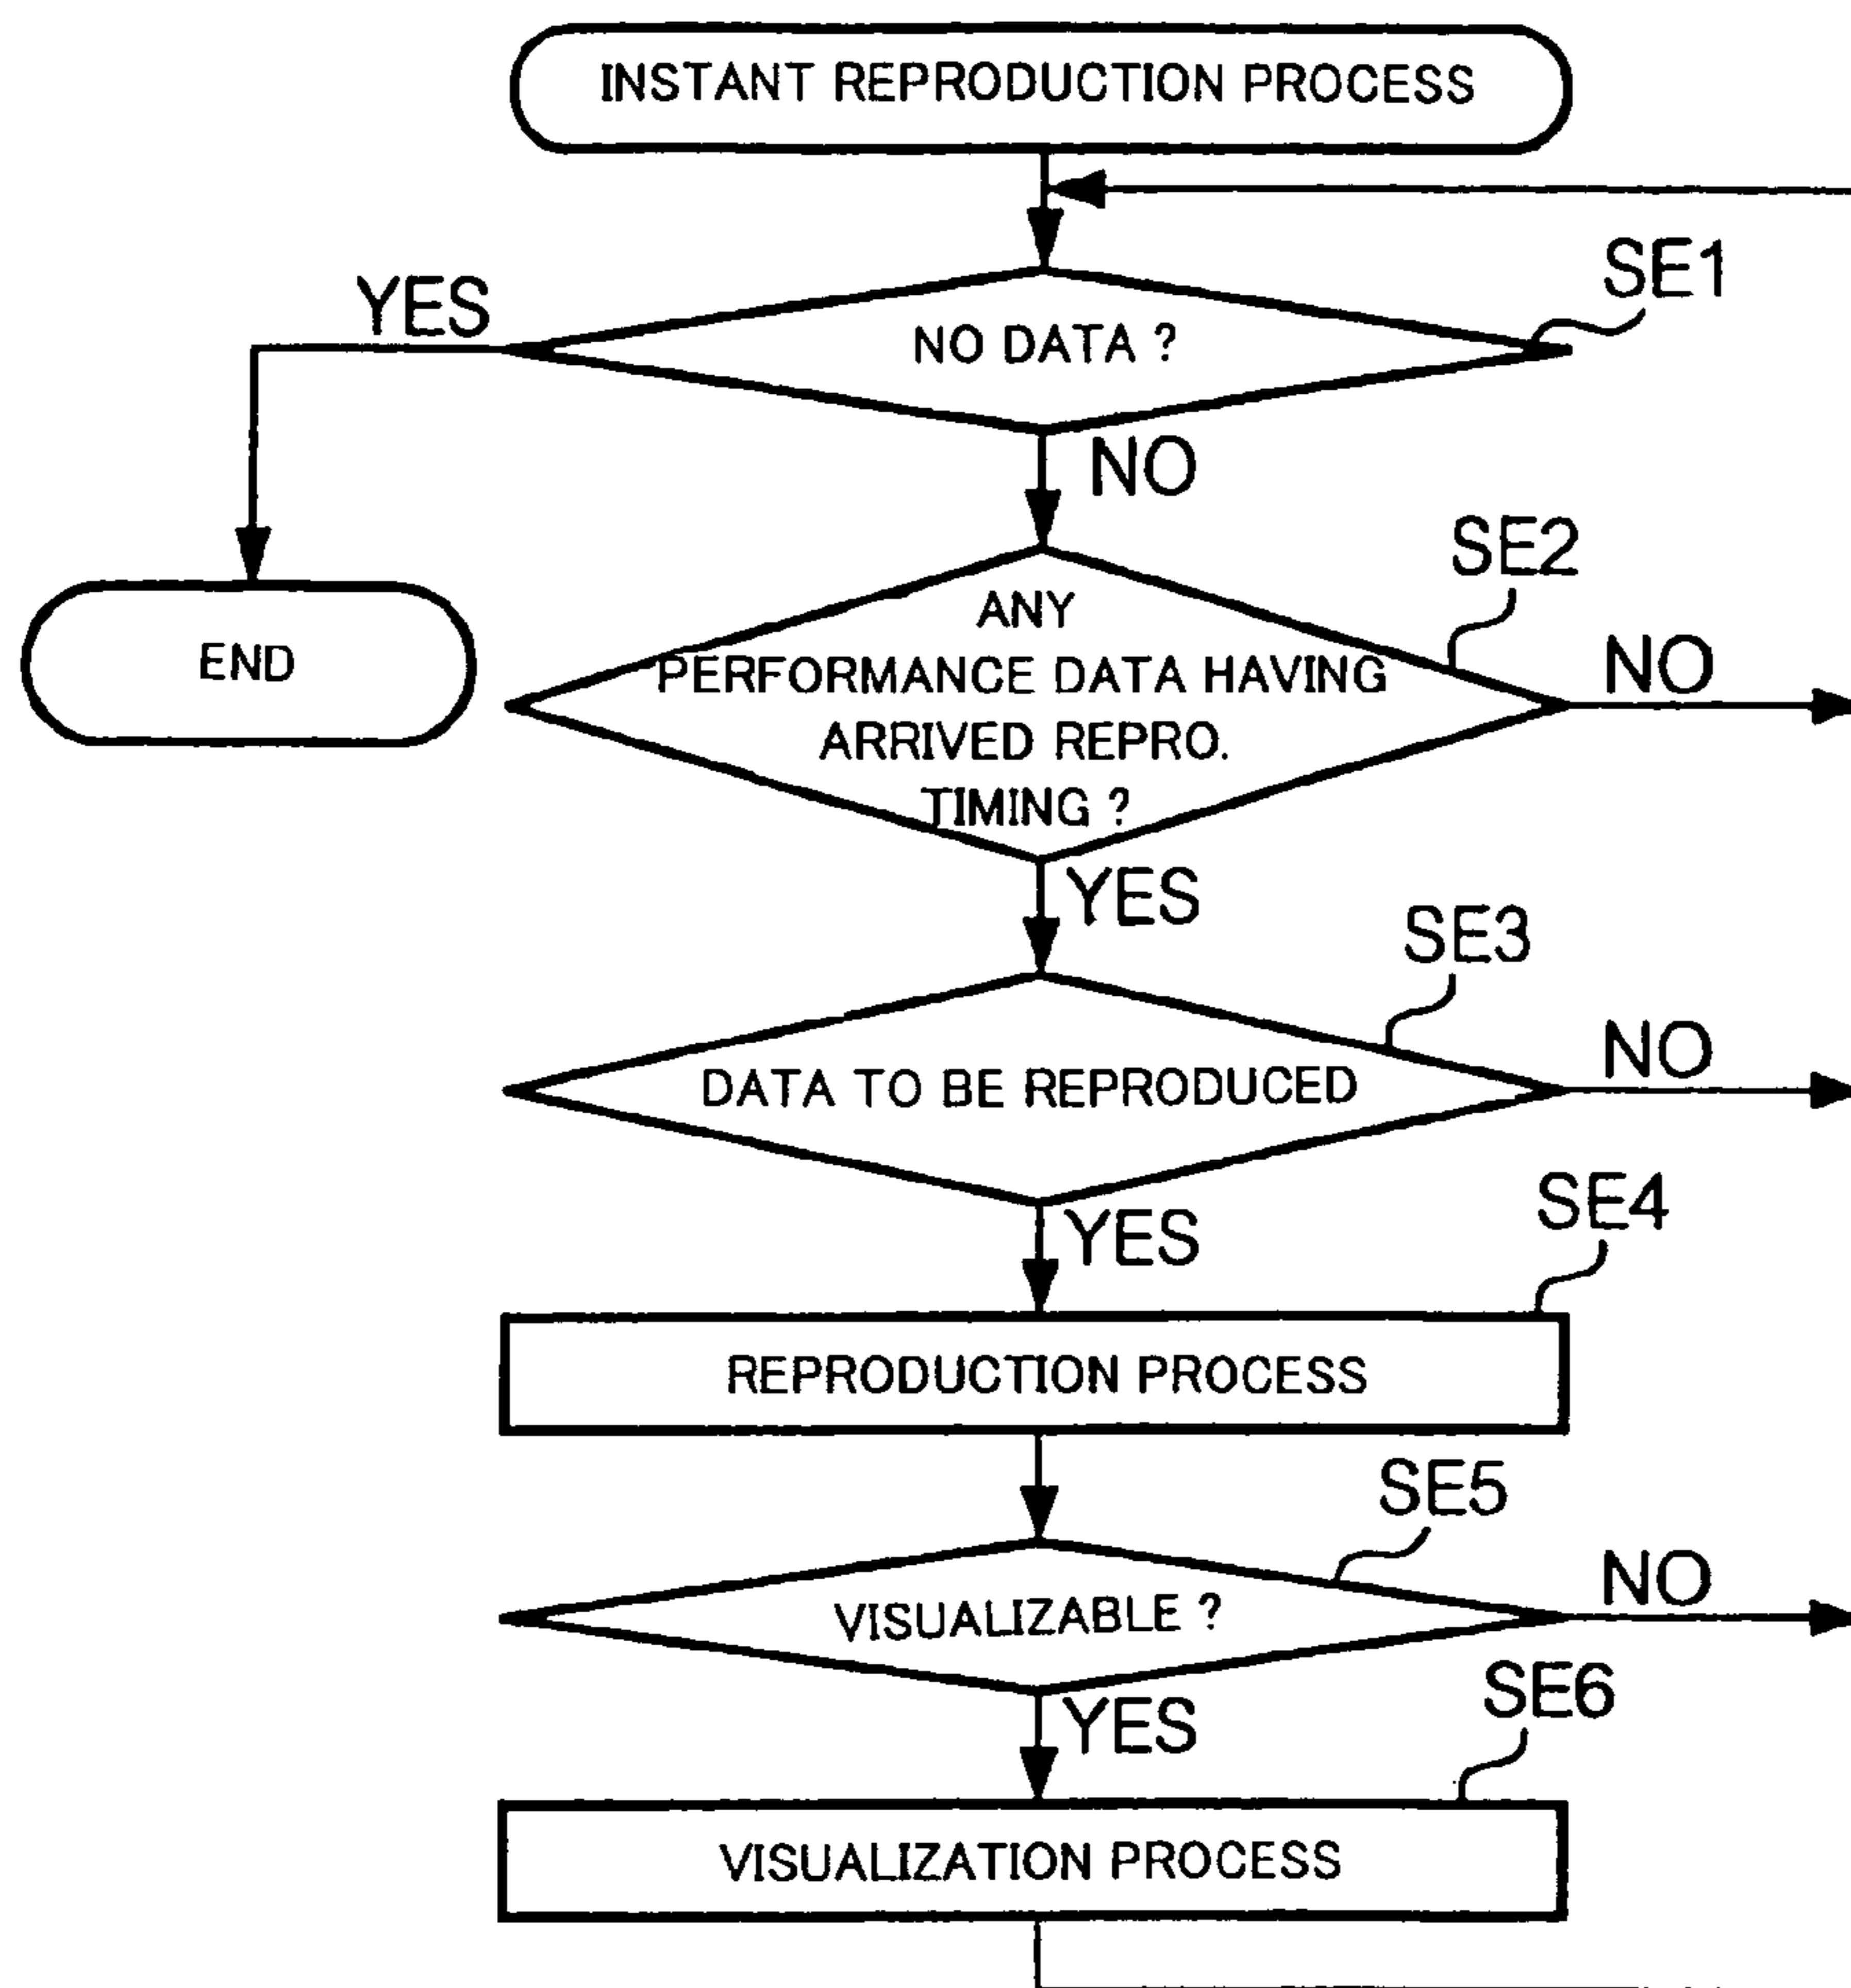 INSTANT REPRODUCTION PROCESS
SE1
YES
NO DATA ?
NO
SE2
ANY
PERFORMANCE DATA HAVING
ARRIVED REPRO.
TIMING ?
NO
END
YES
SE3
DATA TO BE REPRODUCED
NO
YES
SE4
REPRODUCTION PROCESS
SE5
VISUALIZABLE ?
NO
YES
SE6
VISUALIZATION PROCESS